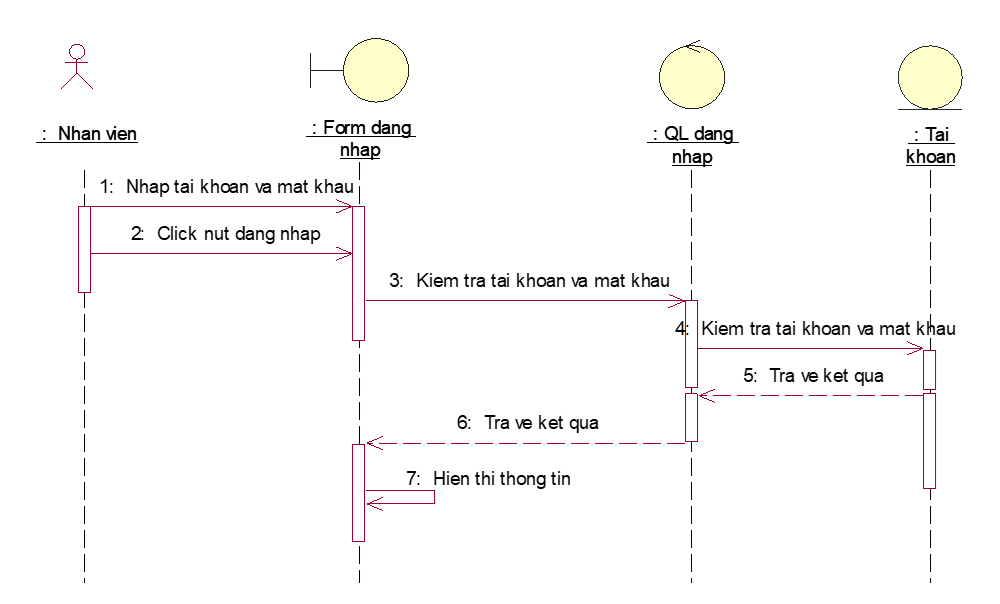 : Nhan vien
: Form dang
nhap
: QL dang
nhap
: Tai
khoan
1: Nhap tai khoan va mat khau
2: Click nut dang nhap
3: Kiem tra tai khoan va mat khau
4: Kiem tra tai khoan va mat khau
5: Tra ve ket qua
6: Tra ve ket qua
7: Hien thi thong tin